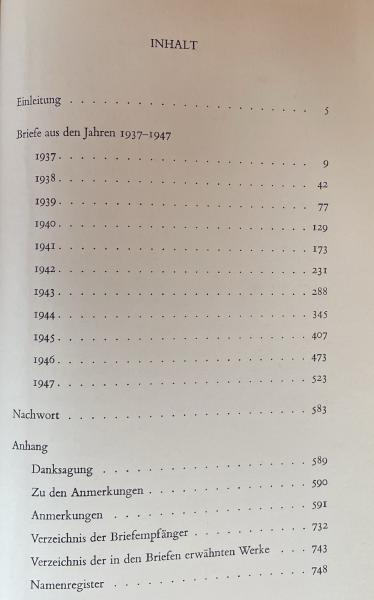 INHALT
Einleitung . . . . . . . . . . . . . . . . . . . . . . 5
Briefe aus den Jahren 1937–1947
1937. . . . . . . . . . . . . . . . . . . . . . 9
1938. . . . . . . . . . . . . . . . . . . . . . 42
1939. . . . . . . . . . . . . . . . . . . . . . 77
1940. . . . . . . . . . . . . . . . . . . . . . 129
1941. . . . . . . . . . . . . . . . . . . . . . 173
1942. . . . . . . . . . . . . . . . . . . . . . 231
1943. . . . . . . . . . . . . . . . . . . . . . 288
1944. . . . . . . . . . . . . . . . . . . . . . 345
1945. . . . . . . . . . . . . . . . . . . . . . 407
1946. . . . . . . . . . . . . . . . . . . . . . 473
1947. . . . . . . . . . . . . . . . . . . . . . 523
Nachwort . . . . . . . . . . . . . . . . . . . . 583
Anhang
Danksagung . . . . . . . . . . . . . . . . . 589
Zu den Anmerkungen . . . . . . . . . . . . . 590
Anmerkungen . . . . . . . . . . . . . . . . 591
Verzeichnis der Briefempfänger . . . . . . . . . 732
Verzeichnis der in den Briefen erwähnten Werke . . . 743
Namenregister . . . . . . . . . . . . . . . . 748